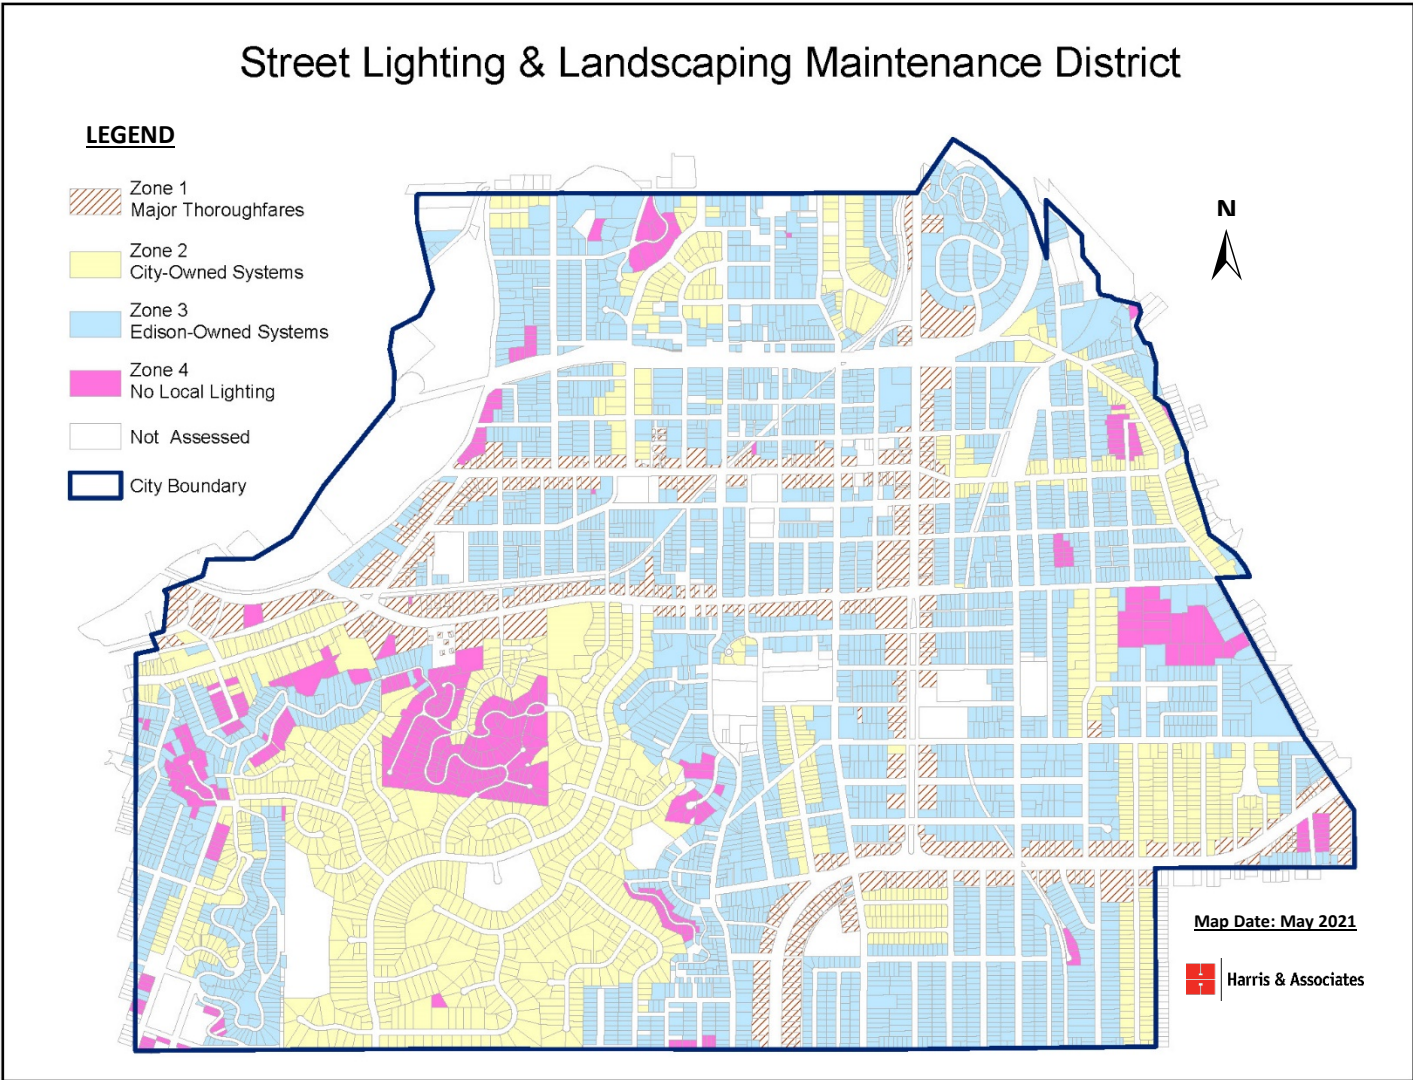 Street Lighting & Landscaping Maintenance District
LEGEND
Zone 1
Major Thoroughfares
Zone 2
City-Owned Systems
Zone 3
Edison-Owned Systems
Zone 4
No Local Lighting
Not Assessed
City Boundary
N
Map Date: May 2021
Harris & Associates